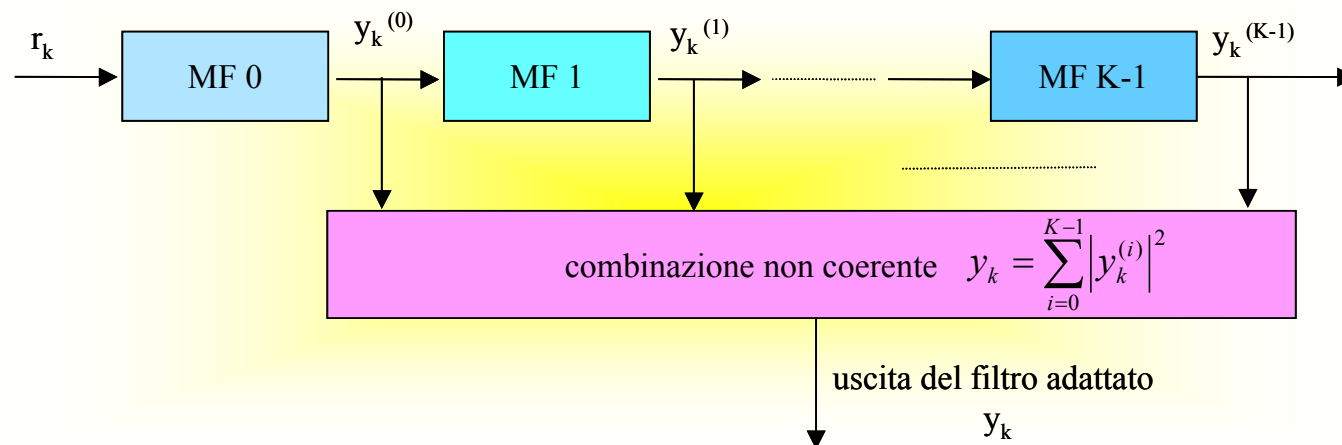 r_k y_k^(0) y_k^(1) y_k^(K-1)
MF 0 MF 1 MF K-1
combinazione non coerente y_k = \sum_{i=0}^{K-1} |y_k^{(i)}|^2
uscita del filtro adattato
y_k